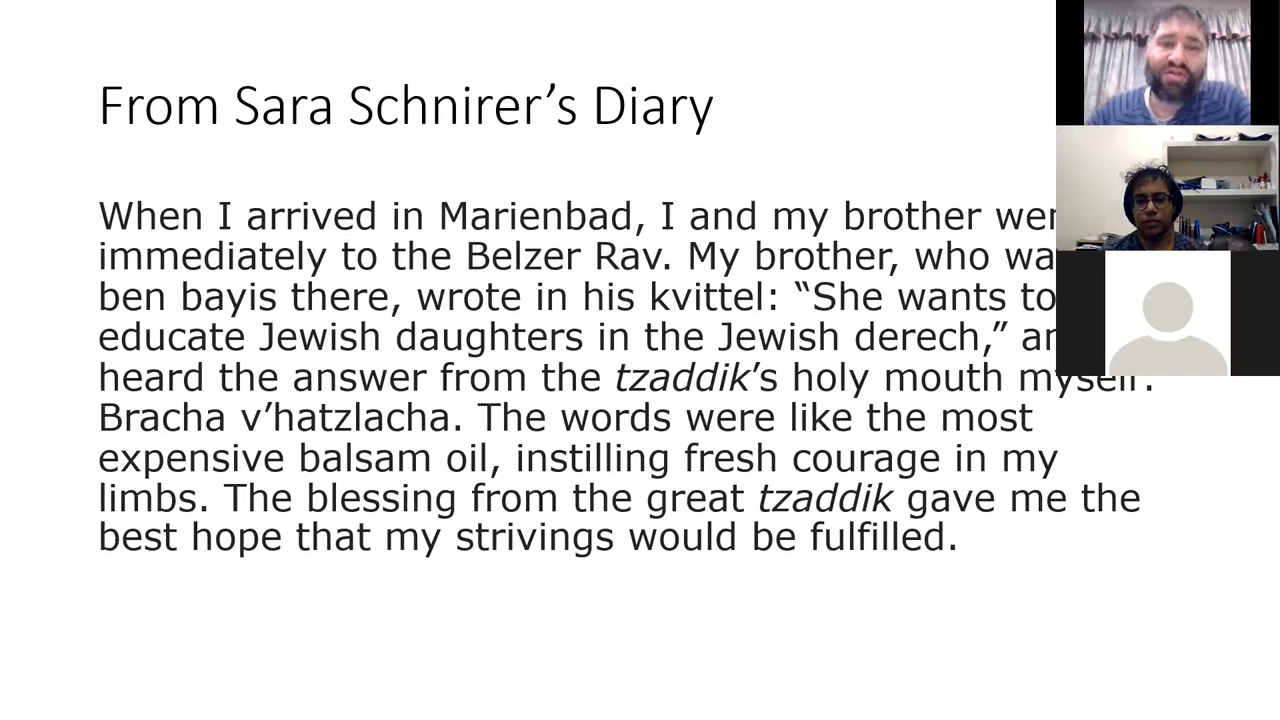 From Sara Schnirer’s Diary
When I arrived in Marienbad, I and my brother
immediately to the Belzer Rav. My brother, who
ben bayis there, wrote in his kvittel: “She wants to
educate Jewish daughters in the Jewish derech,”
heard the answer from the tzaddik’s holy mouth myself.
Bracha v’hatzlacha. The words were like the most
expensive balsam oil, instilling fresh courage in my
limbs. The blessing from the great tzaddik gave me the
best hope that my strivings would be fulfilled.